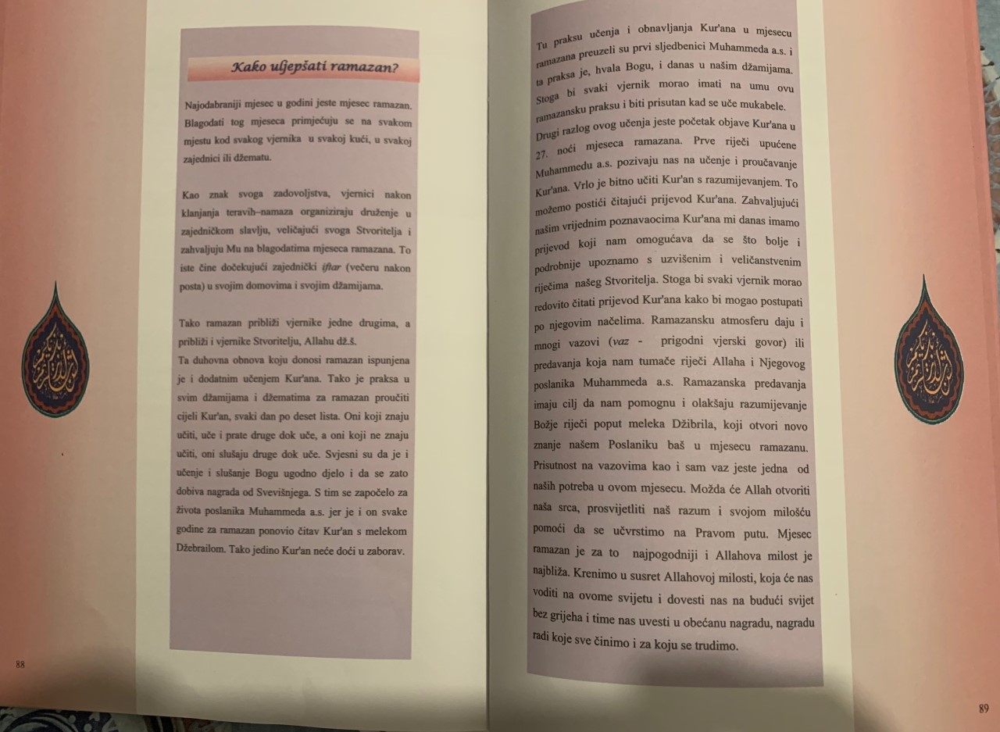 Kako uljepšati ramazan?
Najodabraniji mjesec u godini jeste mjesec ramazan.
Blagodati tog mjeseca primjećuju se na svakom
mjestu kod svakog vjernika u svakoj kući, u svakoj
zajednici ili džematu.
Kao znak svoga zadovoljstva, vjernici nakon
klanjanja teravih–namaza organiziraju druženje u
zajedničkom slavlju, veličajući svoga Stvoritelja i
zahvaljuju Mu na blagodatima mjeseca ramazana. To
iste čine dočekujući zajednički iftar (večeru nakon
posta) u svojim domovima i svojim džamijama.
Tako ramazan približi vjernike jedne drugima, a
približi i vjernike Stvoritelju, Allahu dž.š.
Ta duhovna obnova koju donosi ramazan ispunjena
je i dodatnim učenjem Kur'ana. Tako je praksa u
svim džamijama i džematima za ramazan proučiti
cijeli Kur'an, svaki dan po deset lista. Oni koji znaju
učiti, uče i prate druge dok uče, a oni koji ne znaju
učiti, oni slušaju druge dok uče. Svjesni su da je i
učenje i slušanje Bogu ugodno djelo i da se zato
dobiva nagrada od Svevišnjega. S tim se započelo za
života poslanika Muhammeda a.s. jer je i on svake
godine za ramazan ponovio čitav Kur'an s melekom
Džebrailom. Tako jedino Kur'an neće doći u zaborav.
88
Tu praksu učenja i obnavljanja Kur'ana u mjesecu
ramazana preuzeli su prvi sljedbenici Muhammeda a.s. i
ta praksa je, hvala Bogu, i danas u našim džamijama.
Stoga bi svaki vjernik morao imati na umu ovu
ramazansku praksu i biti prisutan kad se uče mukabele.
Drugi razlog ovog učenja jeste početak objave Kur'ana u
27. noći mjeseca ramazana. Prve riječi upućene
Muhammedu a.s. pozivaju nas na učenje i proučavanje
Kur'ana. Vrlo je bitno učiti Kur'an s razumijevanjem. To
možemo postići čitajući prijevod Kur'ana. Zahvaljujući
našim vrijednim poznavaocima Kur'ana mi danas imamo
prijevod koji nam omogućava da se što bolje i
podrobnije upoznamo s uzvišenim i veličanstvenim
riječima našeg Stvoritelja. Stoga bi svaki vjernik morao
redovito čitati prijevod Kur'ana kako bi mogao postupati
po njegovim načelima. Ramazansku atmosferu daju i
mnogi vazovi (vaz - prigodni vjerski govor) ili
predavanja koja nam tumače riječi Allaha i Njegovog
poslanika Muhammeda a.s. Ramazanska predavanja
imaju cilj da nam pomognu i olakšaju razumijevanje
Božje riječi poput meleka Džibrila, koji otvori novo
znanje našem Poslaniku baš u mjesecu ramazanu.
Prisutnost na vazovima kao i sam vaz jeste jedna od
naših potreba u ovom mjesecu. Možda će Allah otvoriti
naša srca, prosvijetliti naš razum i svojom milošću
pomoći da se učvrstimo na Pravom putu. Mjesec
ramazan je za to najpogodniji i Allahova milost je
najbliža. Krenimo u susret Allahovoj milosti, koja će nas
voditi na ovome svijetu i dovesti nas na budući svijet
bez grijeha i time nas uvesti u obećanu nagradu, nagradu
radi koje sve činimo i za koju se trudimo.
89